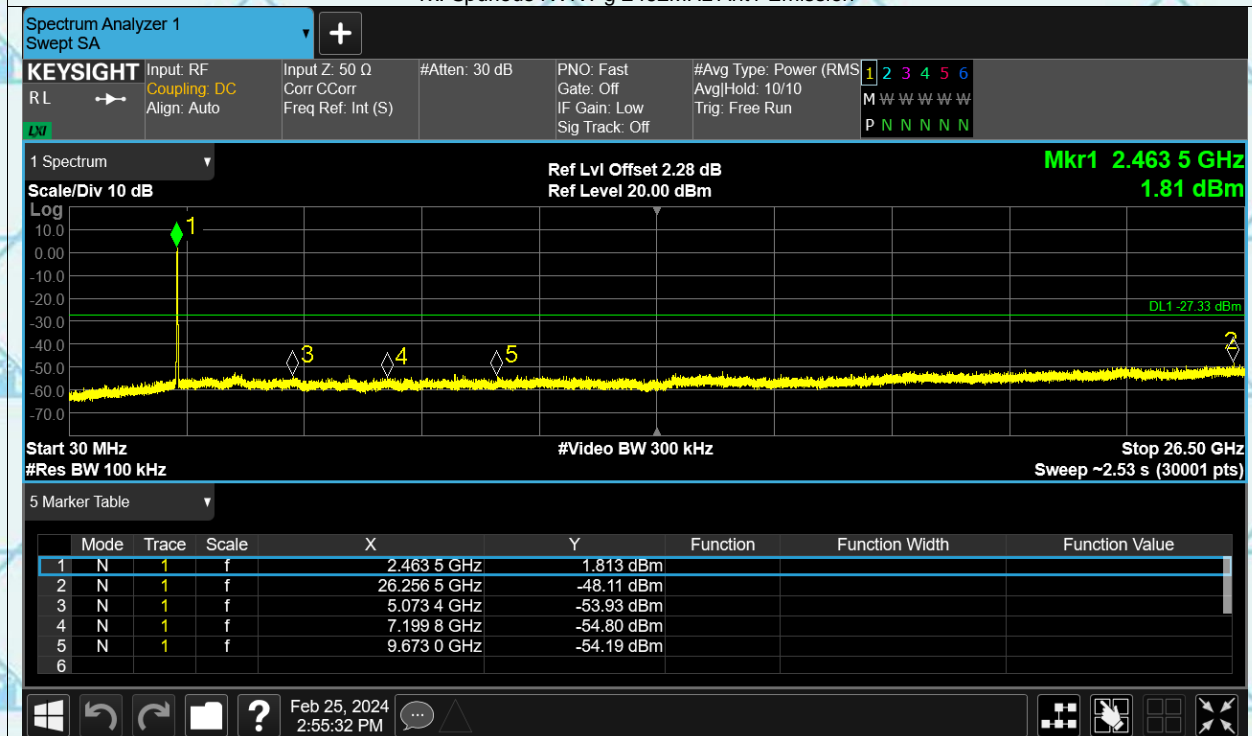 Spectrum Analyzer 1
Swept SA
+
KEYSIGHT Input: RF Input Z: 50 Ω #Atten: 30 dB PNO: Fast #Avg Type: Power (RMS 1 2 3 4 5 6
RL Coupling: DC Corr CCorr Gate: Off Avg|Hold: 10/10 M W W W W W
Align: Auto Freq Ref: Int (S) IF Gain: Low Trig: Free Run
LXI Sig Track: Off P N N N N N
1 Spectrum Ref Lvl Offset 2.28 dB Mkr1 2.463 5 GHz
Scale/Div 10 dB Ref Level 20.00 dBm 1.81 dBm
Log
1
10.0
0.00
-10.0
-20.0
DL1 -27.33 dBm
-30.0
-40.0
3 4 5 2
-50.0
-60.0
-70.0
Start 30 MHz #Video BW 300 kHz Stop 26.50 GHz
#Res BW 100 kHz Sweep ~2.53 s (30001 pts)
5 Marker Table
Mode Trace Scale X Y Function Function Width Function Value
1 N 1 f 2.463 5 GHz 1.813 dBm
2 N 1 f 26.256 5 GHz -48.11 dBm
3 N 1 f 5.073 4 GHz -53.93 dBm
4 N 1 f 7.199 8 GHz -54.80 dBm
5 N 1 f 9.673 0 GHz -54.19 dBm
6
? Feb 25, 2024
2:55:32 PM